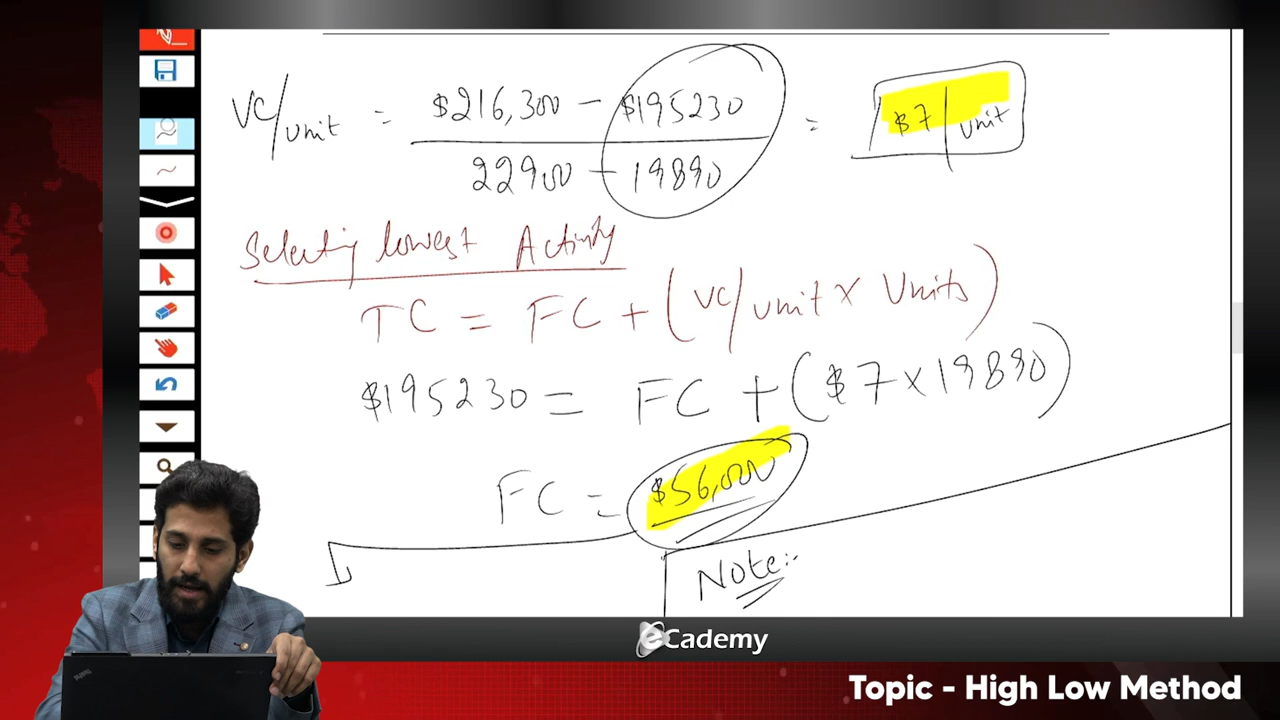 VC/unit = $216,300 - $195230 = $7/unit
22900 - 19890
Selecting lowest Activity
TC = FC + (VC/unit x Units)
$195230 = FC + ($7 x 19890)
FC = $56,000
Note:-
eCademy
Topic - High Low Method